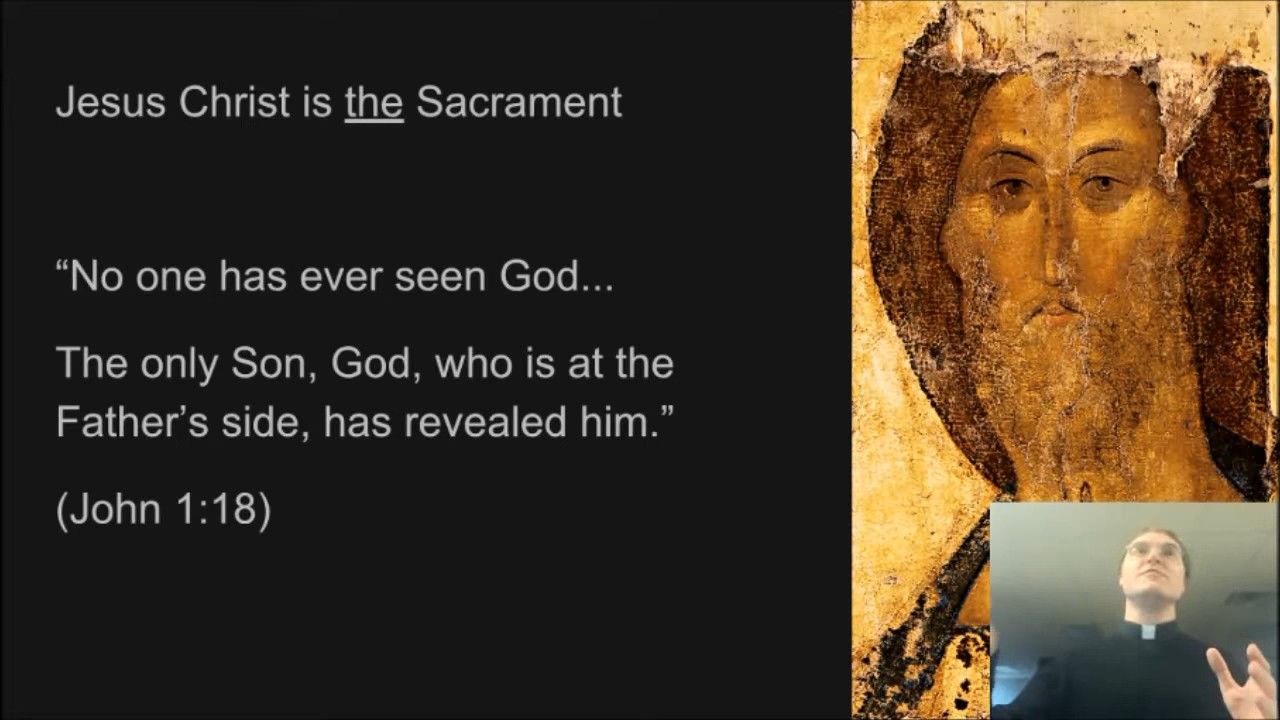 Jesus Christ is the Sacrament
“No one has ever seen God...
The only Son, God, who is at the
Father’s side, has revealed him.”
(John 1:18)